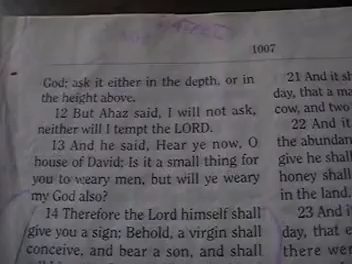 1007
God; ask it either in the depth, or in
the height above.
12 But Ahaz said, I will not ask,
neither will I tempt the LORD.
13 And he said, Hear ye now, O
house of David; Is it a small thing for
you to weary men, but will ye weary
my God also?
14 Therefore the Lord himself shall
give you a sign; Behold, a virgin shall
conceive, and bear a son, and shall
21 And it sh
day, that a ma
cow, and two
22 And it
the abundan
give he shall
honey shall
in the land.
23 And i
day, that e
there wer